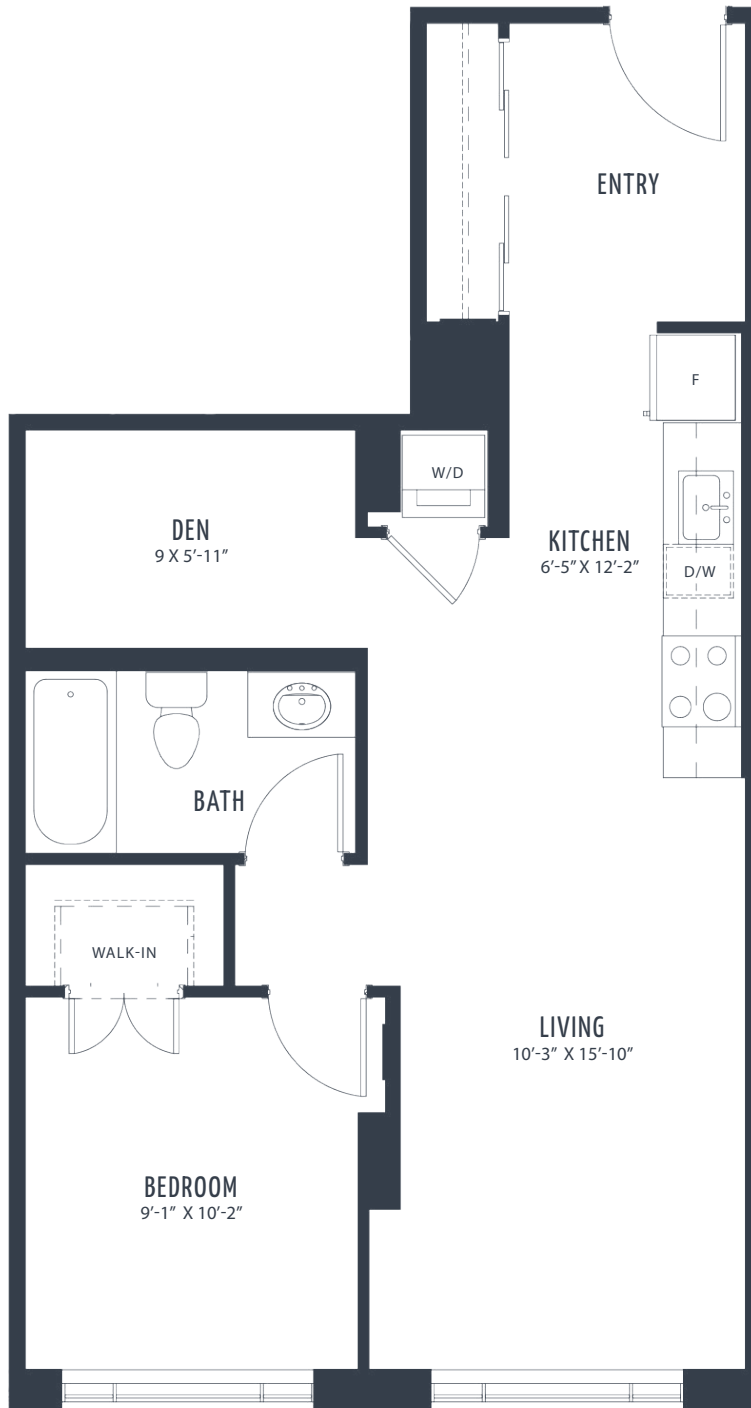 ENTRY
F
W/D
DEN
9 X 5′-11″
KITCHEN
6′-5″ X 12′-2″
D/W
BATH
WALK-IN
LIVING
10′-3″ X 15′-10″
BEDROOM
9′-1″ X 10′-2″